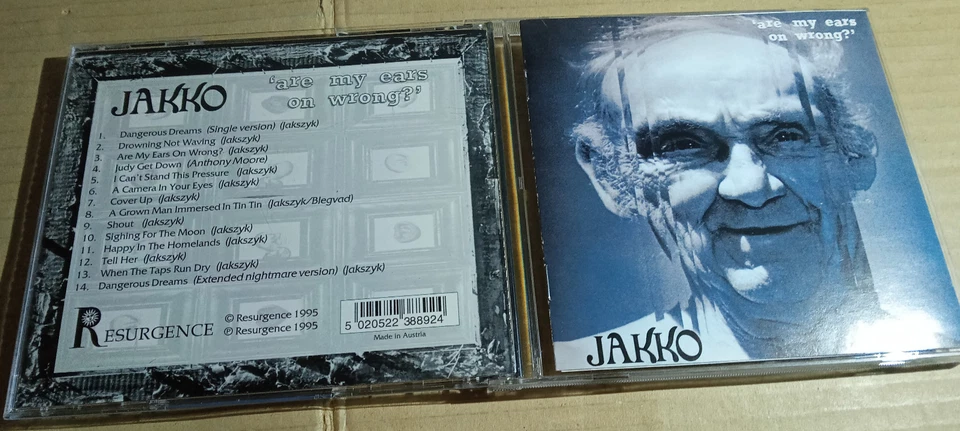 JAKKO
'are my ears
on wrong?'
1. Dangerous Dreams (Single version) (Jakszyk)
2. Drowning Not Waving (Jakszyk)
3. Are My Ears On Wrong? (Jakszyk)
4. Judy Get Down (Anthony Moore)
5. I Can't Stand This Pressure (Jakszyk)
6. A Camera In Your Eyes (Jakszyk)
7. Cover Up (Jakszyk)
8. A Grown Man Immersed In Tin Tin (Jakszyk/Blegvad)
9. Shout (Jakszyk)
10. Sighing For The Moon (Jakszyk)
11. Happy In The Homelands (Jakszyk)
12. Tell Her (Jakszyk)
13. When The Taps Run Dry (Jakszyk)
14. Dangerous Dreams (Extended nightmare version) (Jakszyk)
RESURGENCE
© Resurgence 1995
℗ Resurgence 1995
5 020522 388924
Made in Austria
'are my ears
on wrong?'
JAKKO